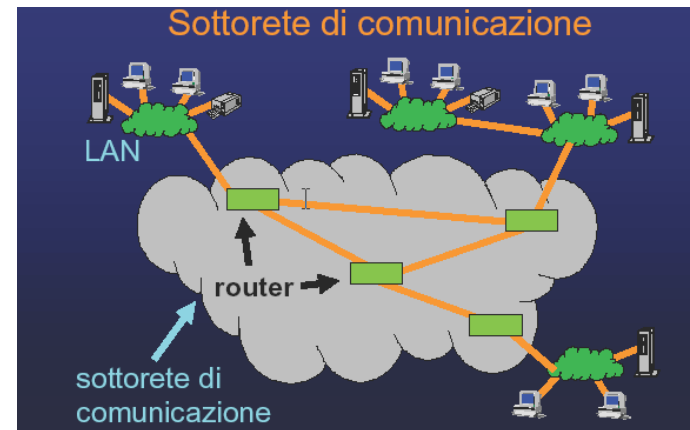 Sottorete di comunicazione
LAN
router
sottorete di
comunicazione